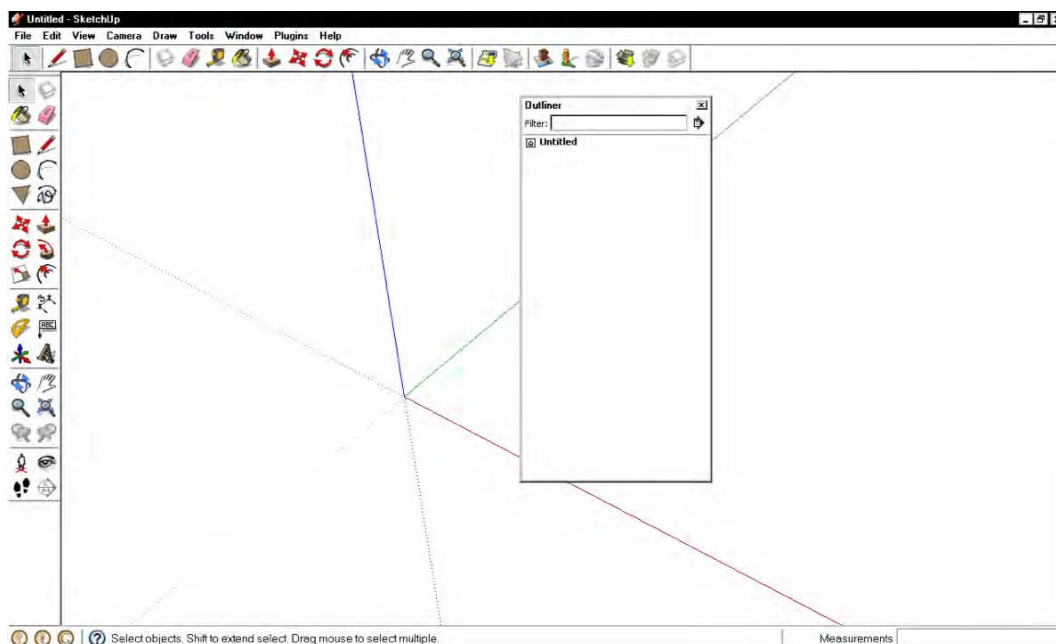 Untitled - SketchUp
File Edit View Camera Draw Tools Window Plugins Help
Outliner
Filter:
Untitled
ABC
Select objects. Shift to extend select. Drag mouse to select multiple.
Measurements